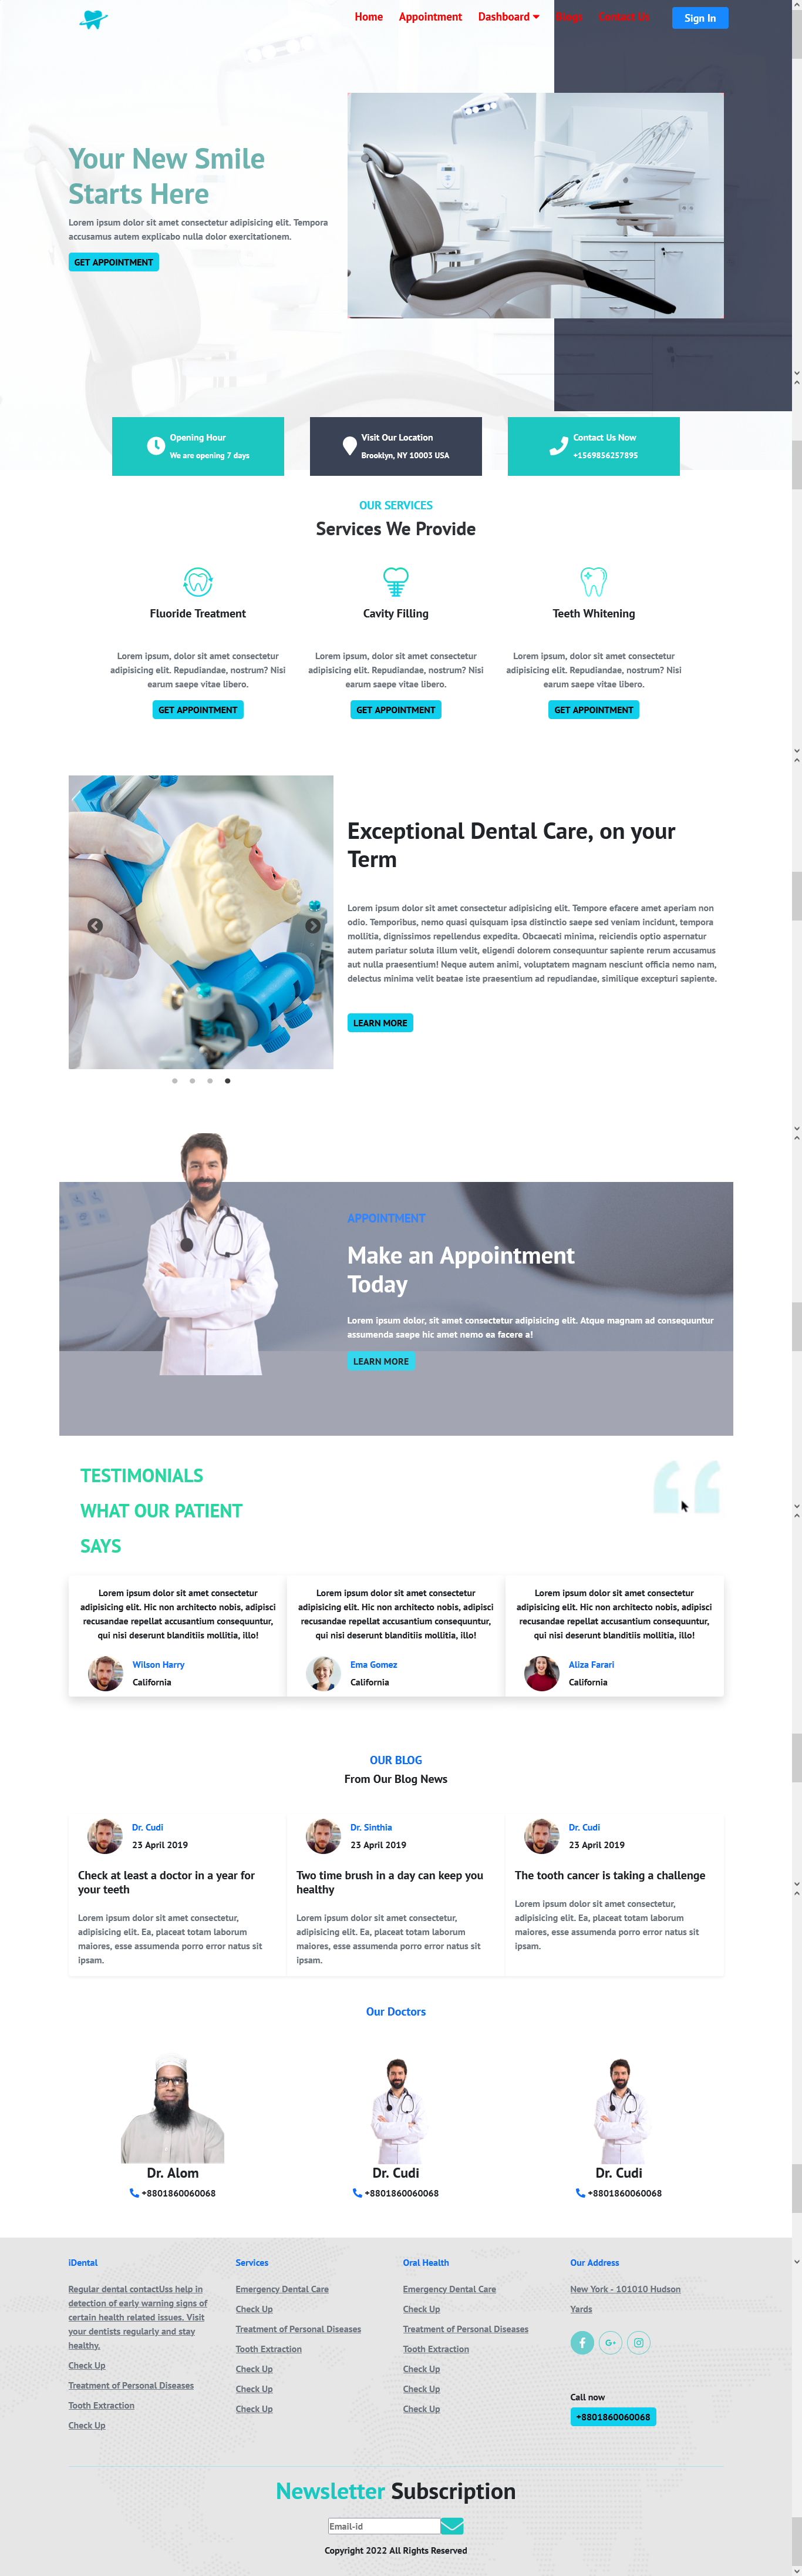 Home Appointment Dashboard Blogs Contact Us Sign In
Your New Smile
Starts Here
Lorem ipsum dolor sit amet consectetur adipisicing elit. Tempora
accusamus autem explicabo nulla dolor exercitationem.
GET APPOINTMENT
Opening Hour
We are opening 7 days
Visit Our Location
Brooklyn, NY 10003 USA
Contact Us Now
+1569856257895
OUR SERVICES
Services We Provide
Fluoride Treatment
Lorem ipsum, dolor sit amet consectetur
adipisicing elit. Repudiandae, nostrum? Nisi
earum saepe vitae libero.
GET APPOINTMENT
Cavity Filling
Lorem ipsum, dolor sit amet consectetur
adipisicing elit. Repudiandae, nostrum? Nisi
earum saepe vitae libero.
GET APPOINTMENT
Teeth Whitening
Lorem ipsum, dolor sit amet consectetur
adipisicing elit. Repudiandae, nostrum? Nisi
earum saepe vitae libero.
GET APPOINTMENT
Exceptional Dental Care, on your
Term
Lorem ipsum dolor sit amet consectetur adipisicing elit. Tempore efacere amet aperiam non
odio. Temporibus, nemo quasi quisquam ipsa distinctio saepe sed veniam incidunt, tempora
mollitia, dignissimos repellendus expedita. Obcaecati minima, reiciendis optio aspernatur
autem pariatur soluta illum velit, eligendi dolorem consequuntur sapiente rerum accusamus
aut nulla praesentium! Neque autem animi, voluptatem magnam nesciunt officia nemo nam,
delectus minima velit beatae iste praesentium ad repudiandae, similique excepturi sapiente.
LEARN MORE
APPOINTMENT
Make an Appointment
Today
Lorem ipsum dolor, sit amet consectetur adipisicing elit. Atque magnam ad consequuntur
assumenda saepe hic amet nemo ea facere a!
LEARN MORE
TESTIMONIALS
WHAT OUR PATIENT
SAYS
Lorem ipsum dolor sit amet consectetur
adipisicing elit. Hic non architecto nobis, adipisci
recusandae repellat accusantium consequuntur,
qui nisi deserunt blanditiis mollitia, illo!
Wilson Harry
California
Lorem ipsum dolor sit amet consectetur
adipisicing elit. Hic non architecto nobis, adipisci
recusandae repellat accusantium consequuntur,
qui nisi deserunt blanditiis mollitia, illo!
Ema Gomez
California
Lorem ipsum dolor sit amet consectetur
adipisicing elit. Hic non architecto nobis, adipisci
recusandae repellat accusantium consequuntur,
qui nisi deserunt blanditiis mollitia, illo!
Aliza Farari
California
OUR BLOG
From Our Blog News
Dr. Cudi
23 April 2019
Check at least a doctor in a year for
your teeth
Lorem ipsum dolor sit amet consectetur,
adipisicing elit. Ea, placeat totam laborum
maiores, esse assumenda porro error natus sit
ipsam.
Dr. Sinthia
23 April 2019
Two time brush in a day can keep you
healthy
Lorem ipsum dolor sit amet consectetur,
adipisicing elit. Ea, placeat totam laborum
maiores, esse assumenda porro error natus sit
ipsam.
Dr. Cudi
23 April 2019
The tooth cancer is taking a challenge
Lorem ipsum dolor sit amet consectetur,
adipisicing elit. Ea, placeat totam laborum
maiores, esse assumenda porro error natus sit
ipsam.
Our Doctors
Dr. Alom
+8801860060068
Dr. Cudi
+8801860060068
Dr. Cudi
+8801860060068
iDental
Regular dental contactUss help in
detection of early warning signs of
certain health related issues. Visit
your dentists regularly and stay
healthy.
Check Up
Treatment of Personal Diseases
Tooth Extraction
Check Up
Services
Emergency Dental Care
Check Up
Treatment of Personal Diseases
Tooth Extraction
Check Up
Check Up
Check Up
Oral Health
Emergency Dental Care
Check Up
Treatment of Personal Diseases
Tooth Extraction
Check Up
Check Up
Check Up
Our Address
New York - 101010 Hudson
Yards
G+
Call now
+8801860060068
Newsletter Subscription
Email-id
Copyright 2022 All Rights Reserved